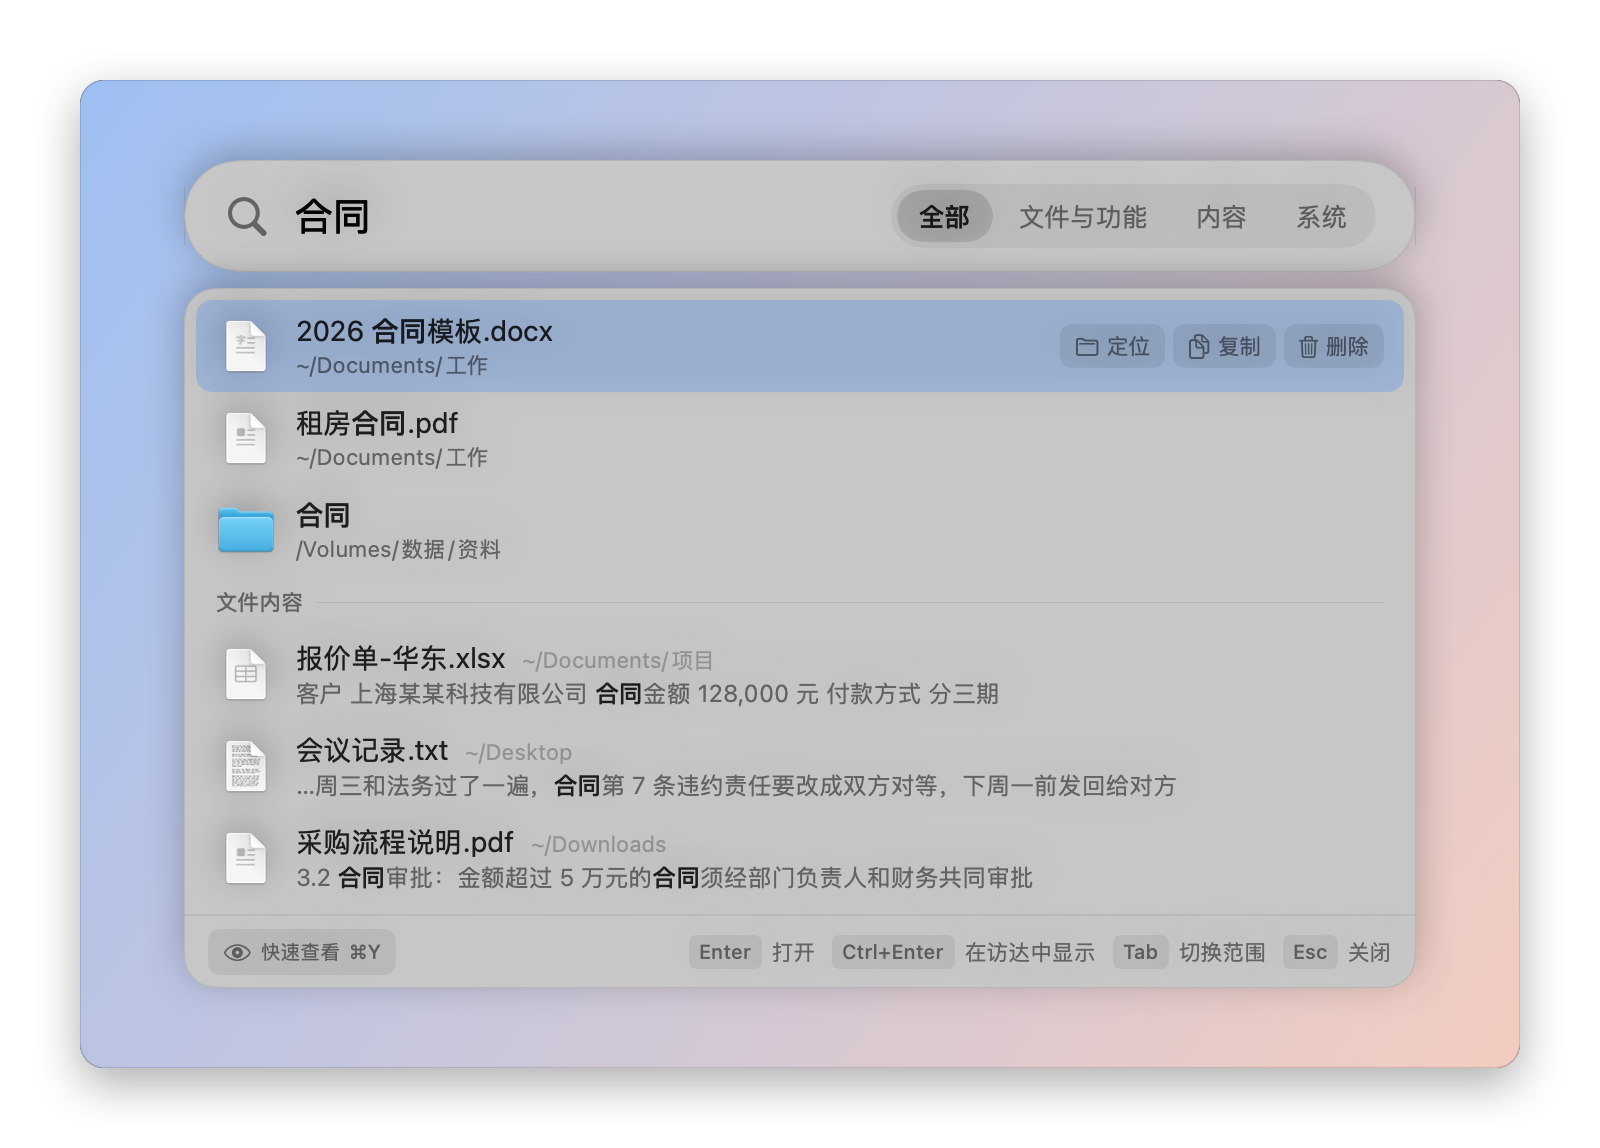 合同
全部 文件与功能 内容 系统
2026 合同模板.docx
~/Documents/工作
定位 复制 删除
租房合同.pdf
~/Documents/工作
合同
/Volumes/数据/资料
文件内容
报价单-华东.xlsx ~/Documents/项目
客户 上海某某科技有限公司 合同金额 128,000 元 付款方式 分三期
会议记录.txt ~/Desktop
...周三和法务过了一遍，合同第 7 条违约责任要改成双方对等，下周一前发回给对方
采购流程说明.pdf ~/Downloads
3.2 合同审批：金额超过 5 万元的合同须经部门负责人和财务共同审批
快速查看 ⌘Y
Enter 打开 Ctrl+Enter 在访达中显示 Tab 切换范围 Esc 关闭